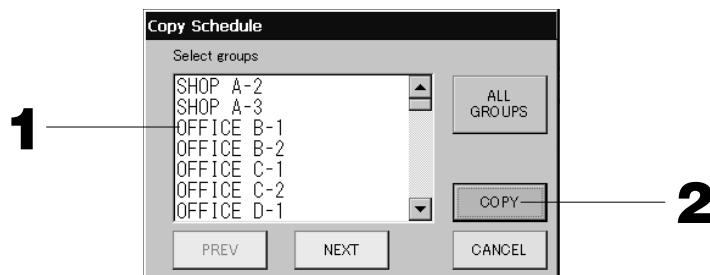 Copy Schedule
Select groups
SHOP A-2
SHOP A-3
OFFICE B-1
OFFICE B-2
OFFICE C-1
OFFICE C-2
OFFICE D-1
ALL
GROUPS
COPY
PREV
NEXT
CANCEL
1
2